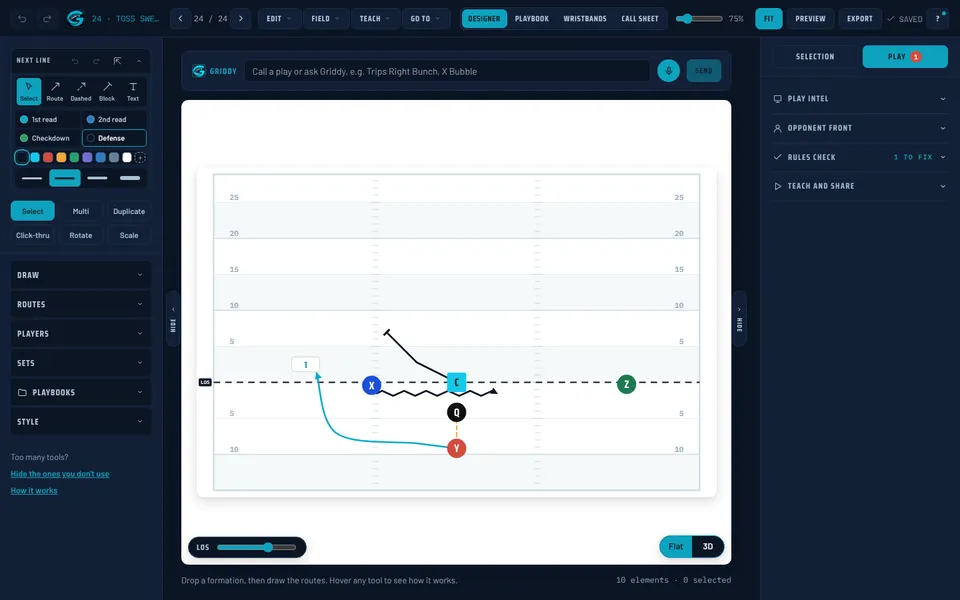 24 · TOSS SWE…
24 / 24
EDIT
FIELD
TEACH
GO TO
DESIGNER
PLAYBOOK
WRISTBANDS
CALL SHEET
75%
FIT
PREVIEW
EXPORT
SAVED
?
NEXT LINE
Select
Route
Dashed
Block
Text
1st read
2nd read
Checkdown
Defense
+
Select
Multi
Duplicate
Click-thru
Rotate
Scale
DRAW
ROUTES
PLAYERS
SETS
PLAYBOOKS
STYLE
Too many tools?
Hide the ones you don't use
How it works
HIDE
GRIDDY
Call a play or ask Griddy, e.g. Trips Right Bunch, X Bubble
SEND
25 25
20 20
15 15
10 10
5 5
1
LOS
X
C
Z
Q
5 5
Y
10 10
LOS
Flat
3D
Drop a formation, then draw the routes. Hover any tool to see how it works.
10 elements · 0 selected
HIDE
SELECTION
PLAY 1
PLAY INTEL
OPPONENT FRONT
RULES CHECK
1 TO FIX
TEACH AND SHARE